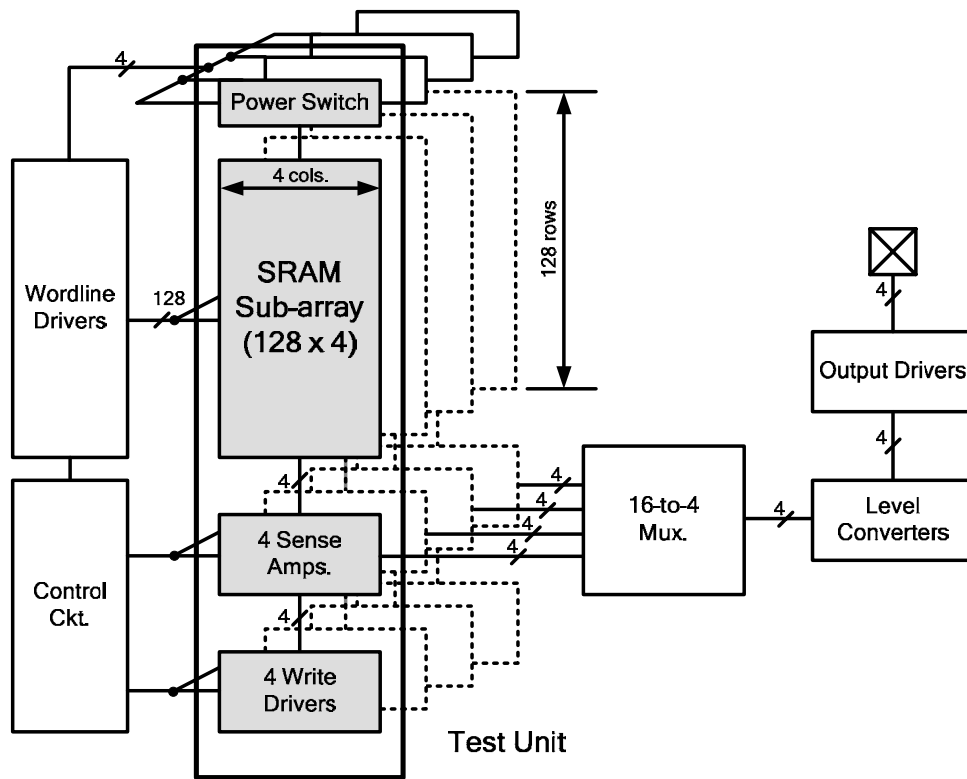 4
Power Switch
4 cols.
128 rows
SRAM
Sub-array
(128 x 4)
Wordline
Drivers
128
4
Output Drivers
4
4
4
4
4
4
16-to-4
Mux.
4
Level
Converters
4
4 Sense
Amps.
Control
Ckt.
4
4 Write
Drivers
Test Unit